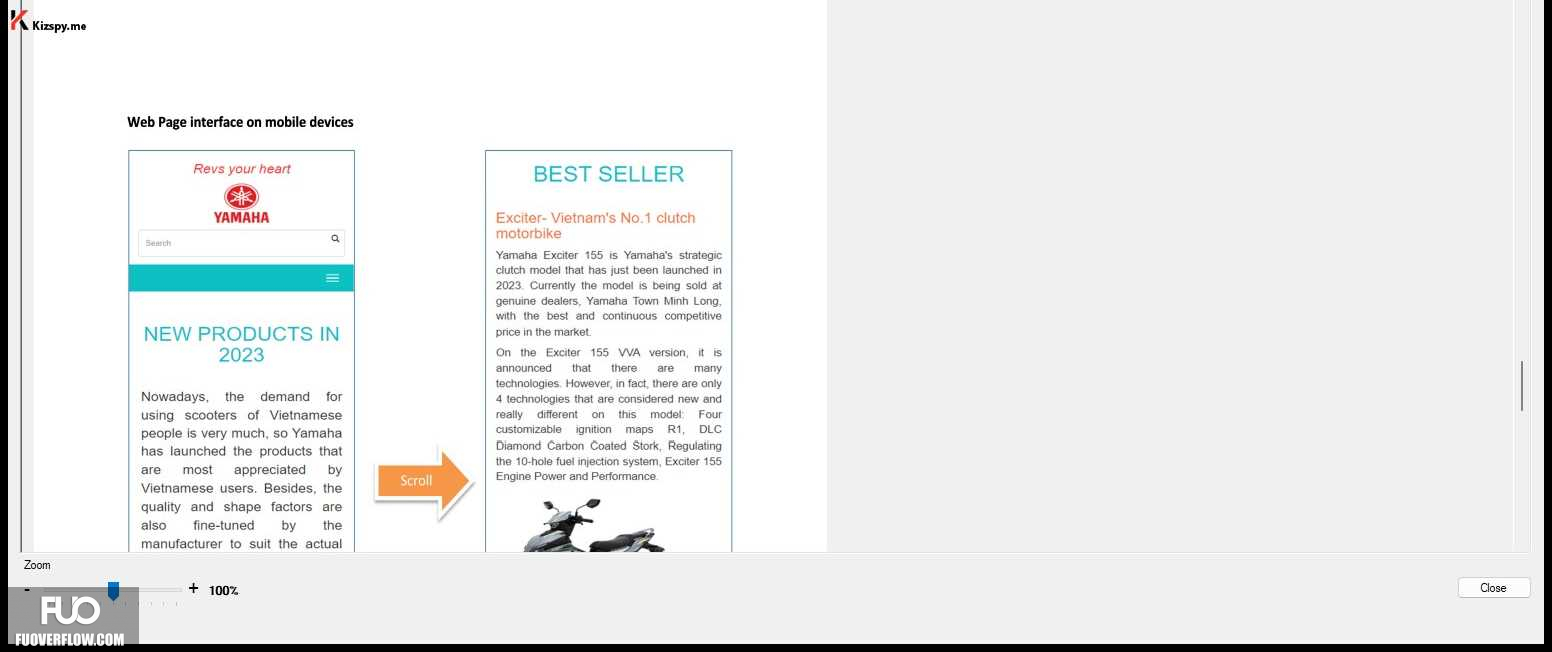 Kizspy.me
Web Page interface on mobile devices
Revs your heart
YAMAHA
Search
NEW PRODUCTS IN
2023
Nowadays, the demand for
using scooters of Vietnamese
people is very much, so Yamaha
has launched the products that
are most appreciated by
Vietnamese users. Besides, the
quality and shape factors are
also fine-tuned by the
manufacturer to suit the actual
Scroll
BEST SELLER
Exciter- Vietnam's No.1 clutch
motorbike
Yamaha Exciter 155 is Yamaha's strategic
clutch model that has just been launched in
2023. Currently the model is being sold at
genuine dealers, Yamaha Town Minh Long,
with the best and continuous competitive
price in the market.
On the Exciter 155 VVA version, it is
announced that there are many
technologies. However, in fact, there are only
4 technologies that are considered new and
really different on this model: Four
customizable ignition maps R1, DLC
Diamond Carbon Coated Stork, Regulating
the 10-hole fuel injection system, Exciter 155
Engine Power and Performance.
Zoom
- + 100%
Close
FUO
FUOVERFLOW.COM